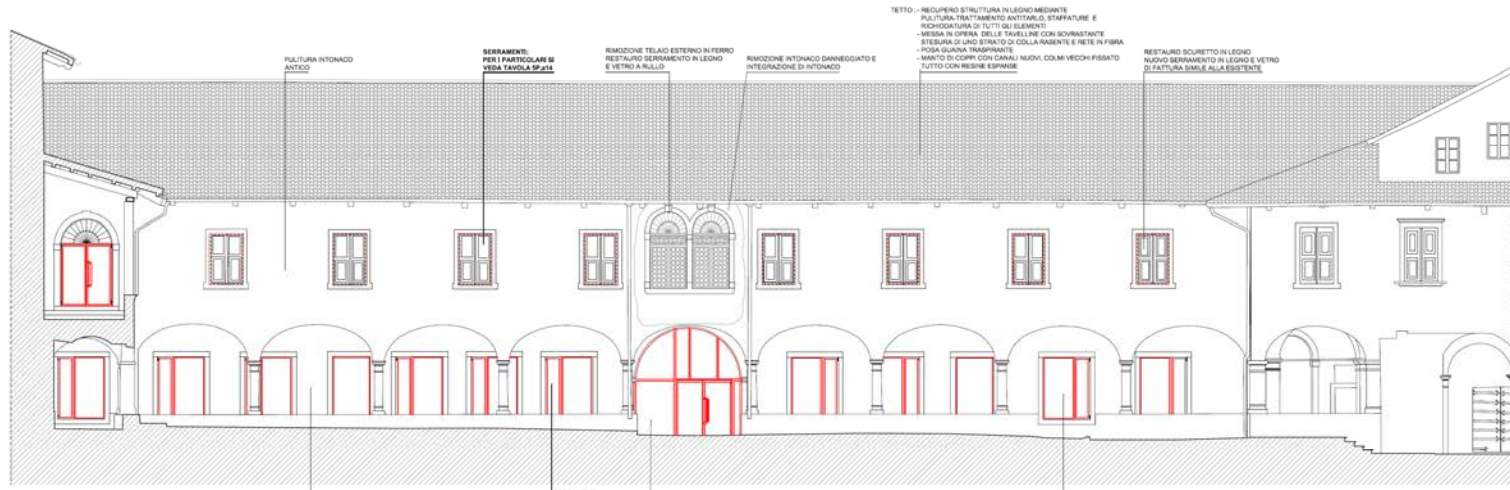 PULITURA INTONACO
ANTICO
SERRAMENTI:
PER I PARTICOLARI SI
VEDA TAVOLA SP.a14
RIMOZIONE TELAIO ESTERNO IN FERRO
RESTAURO SERRAMENTO IN LEGNO
E VETRO A RULLO
RIMOZIONE INTONACO DANNEGGIATO E
INTEGRAZIONE DI INTONACO
TETTO : - RECUPERO STRUTTURA IN LEGNO MEDIANTE
PULITURA-TRATTAMENTO ANTITARLO, STAFFATURE E
RICHIODATURA DI TUTTI GLI ELEMENTI
- MESSA IN OPERA DELLE TAVELLINE CON SOVRASTANTE
STESURA DI UNO STRATO DI COLLA RASENTE E RETE IN FIBRA
- POSA GUAINA TRASPIRANTE
- MANTO DI COPPI CON CANALI NUOVI, COLMI VECCHI FISSATO
TUTTO CON RESINE ESPANSE
RESTAURO SCURETTO IN LEGNO
NUOVO SERRAMENTO IN LEGNO E VETRO
DI FATTURA SIMILE ALLA ESISTENTE